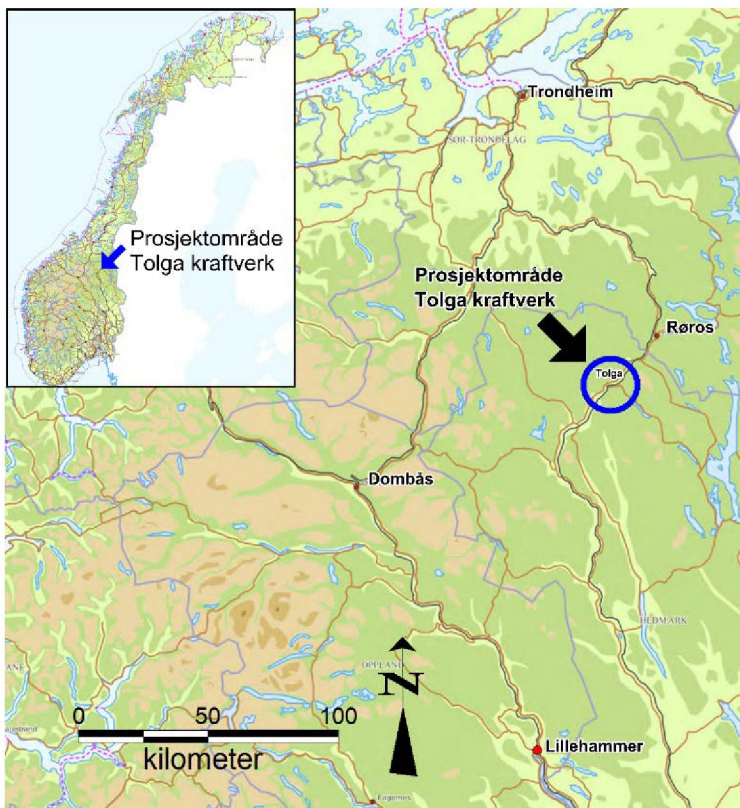 Prosjektområde
Tolga kraftverk
Trondheim
SØR-TRØNDELAG
Prosjektområde
Tolga kraftverk
Røros
Tolga
Dombås
HEDMARK
OPPLAND
N
0 50 100
kilometer
Lillehammer
Fagernes